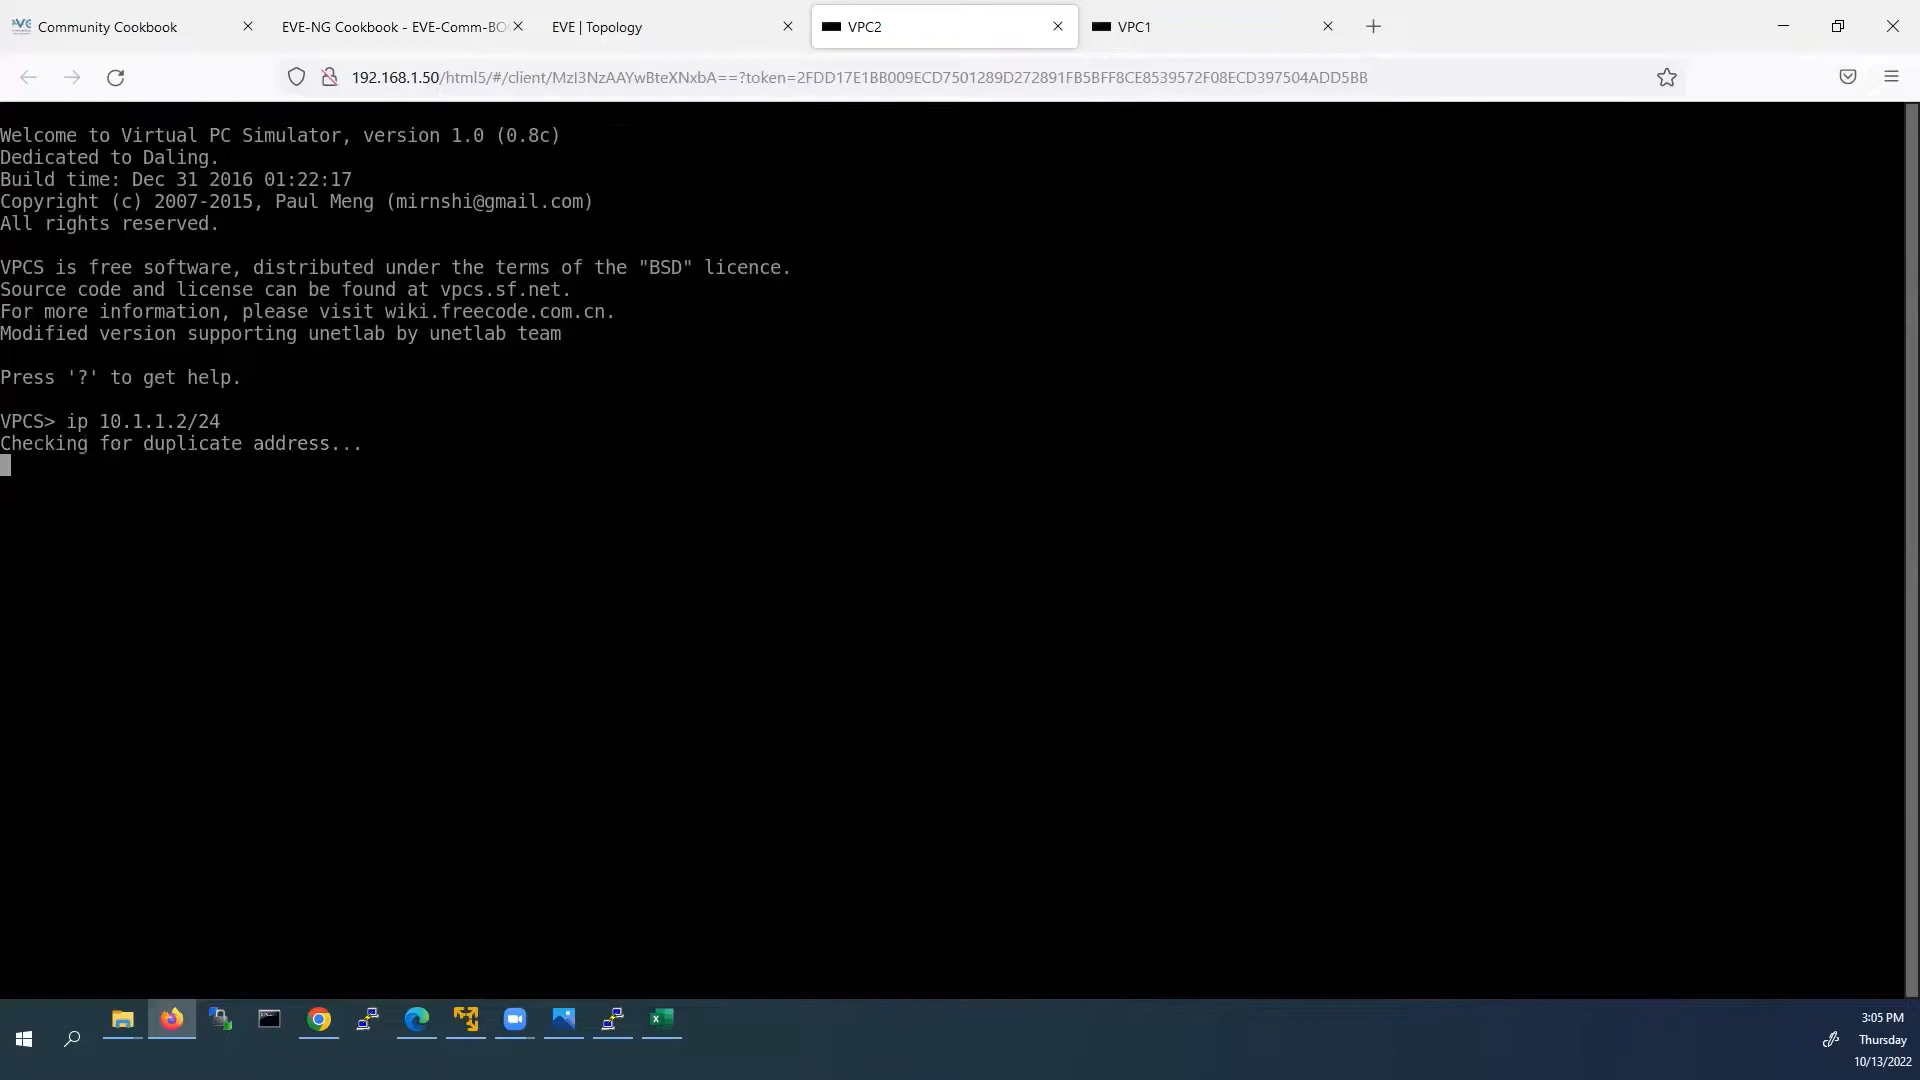 Community Cookbook
EVE-NG Cookbook - EVE-Comm-BO
EVE | Topology
VPC2
VPC1
192.168.1.50/html5/#/client/MzI3NzAAYwBteXNxbA==?token=2FDD17E1BB009ECD7501289D272891FB5BFF8CE8539572F08ECD397504ADD5BB
Welcome to Virtual PC Simulator, version 1.0 (0.8c)
Dedicated to Daling.
Build time: Dec 31 2016 01:22:17
Copyright (c) 2007-2015, Paul Meng (mirnshi@gmail.com)
All rights reserved.
VPCS is free software, distributed under the terms of the "BSD" licence.
Source code and license can be found at vpcs.sf.net.
For more information, please visit wiki.freecode.com.cn.
Modified version supporting unetlab by unetlab team
Press '?' to get help.
VPCS> ip 10.1.1.2/24
Checking for duplicate address...
3:05 PM
Thursday
10/13/2022